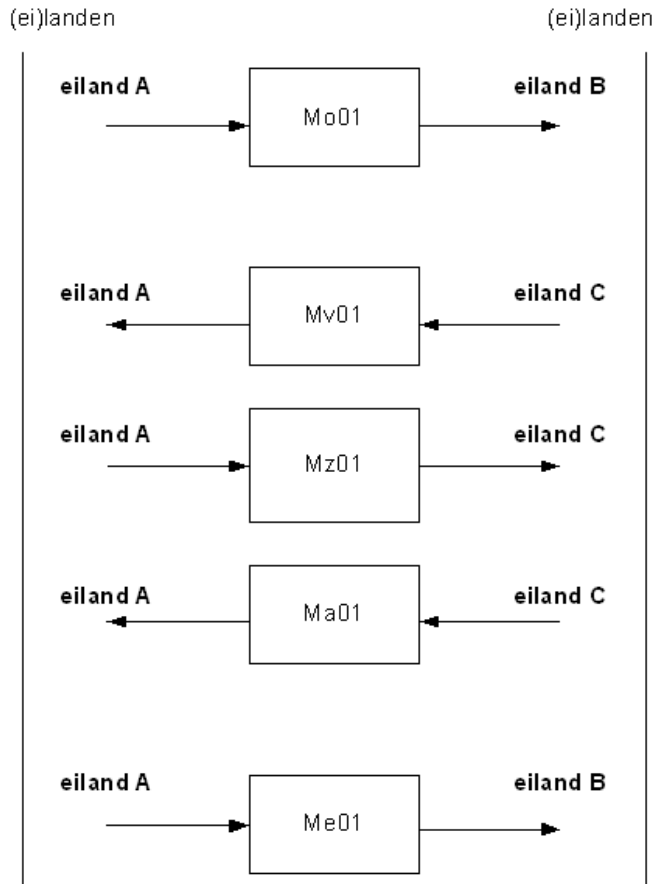 (ei)landen (ei)landen
eiland A eiland B
Mo01
eiland A eiland C
Mv01
eiland A eiland C
Mz01
eiland A eiland C
Ma01
eiland A eiland B
Me01